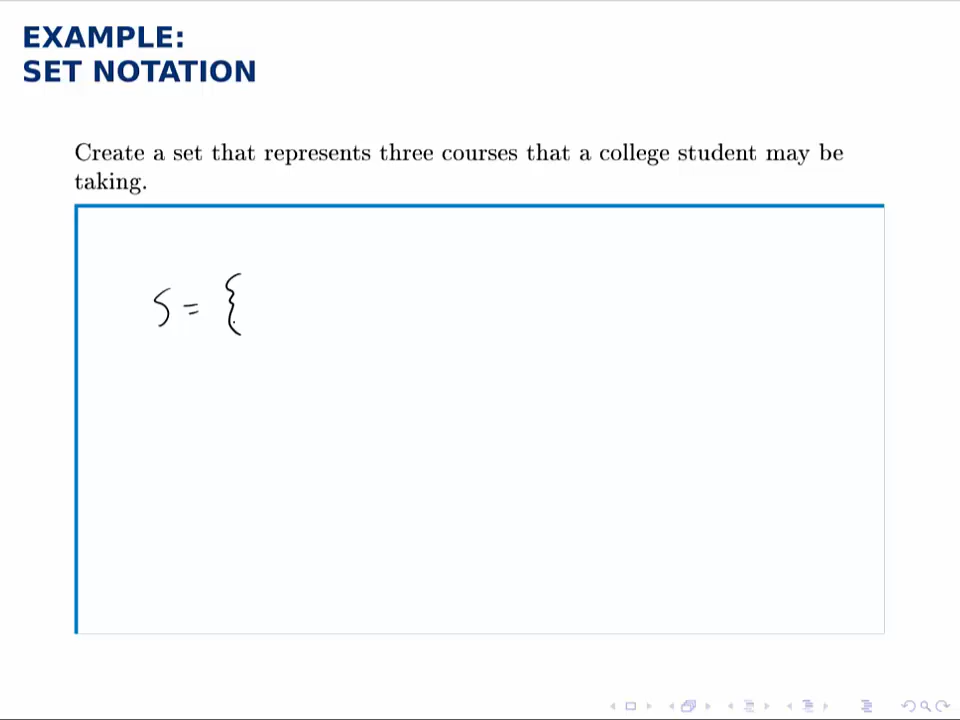 EXAMPLE:
SET NOTATION
Create a set that represents three courses that a college student may be
taking.
S = {